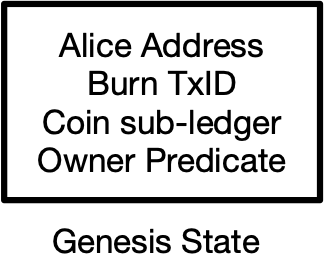 Alice Address
Burn TxID
Coin sub-ledger
Owner Predicate
Genesis State